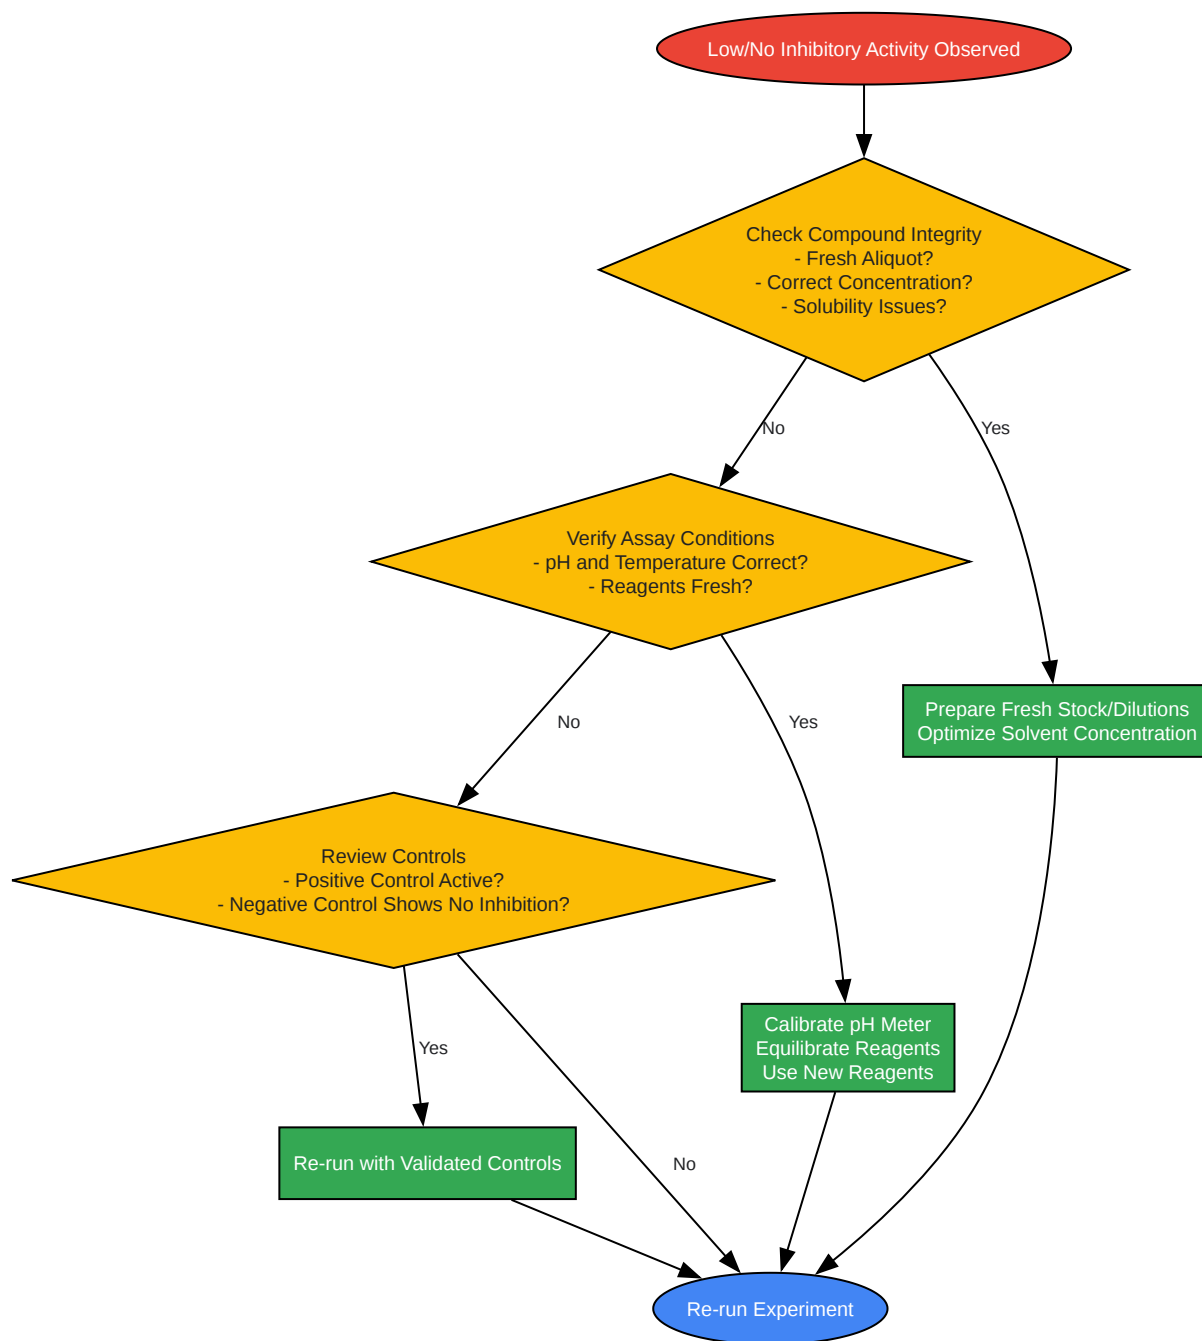 Low/No Inhibitory Activity Observed
Check Compound Integrity
- Fresh Aliquot?
- Correct Concentration?
- Solubility Issues?
No
Yes
Verify Assay Conditions
- pH and Temperature Correct?
- Reagents Fresh?
Prepare Fresh Stock/Dilutions
Optimize Solvent Concentration
No
Yes
Review Controls
- Positive Control Active?
- Negative Control Shows No Inhibition?
Calibrate pH Meter
Equilibrate Reagents
Use New Reagents
Yes
Re-run with Validated Controls
No
Re-run Experiment